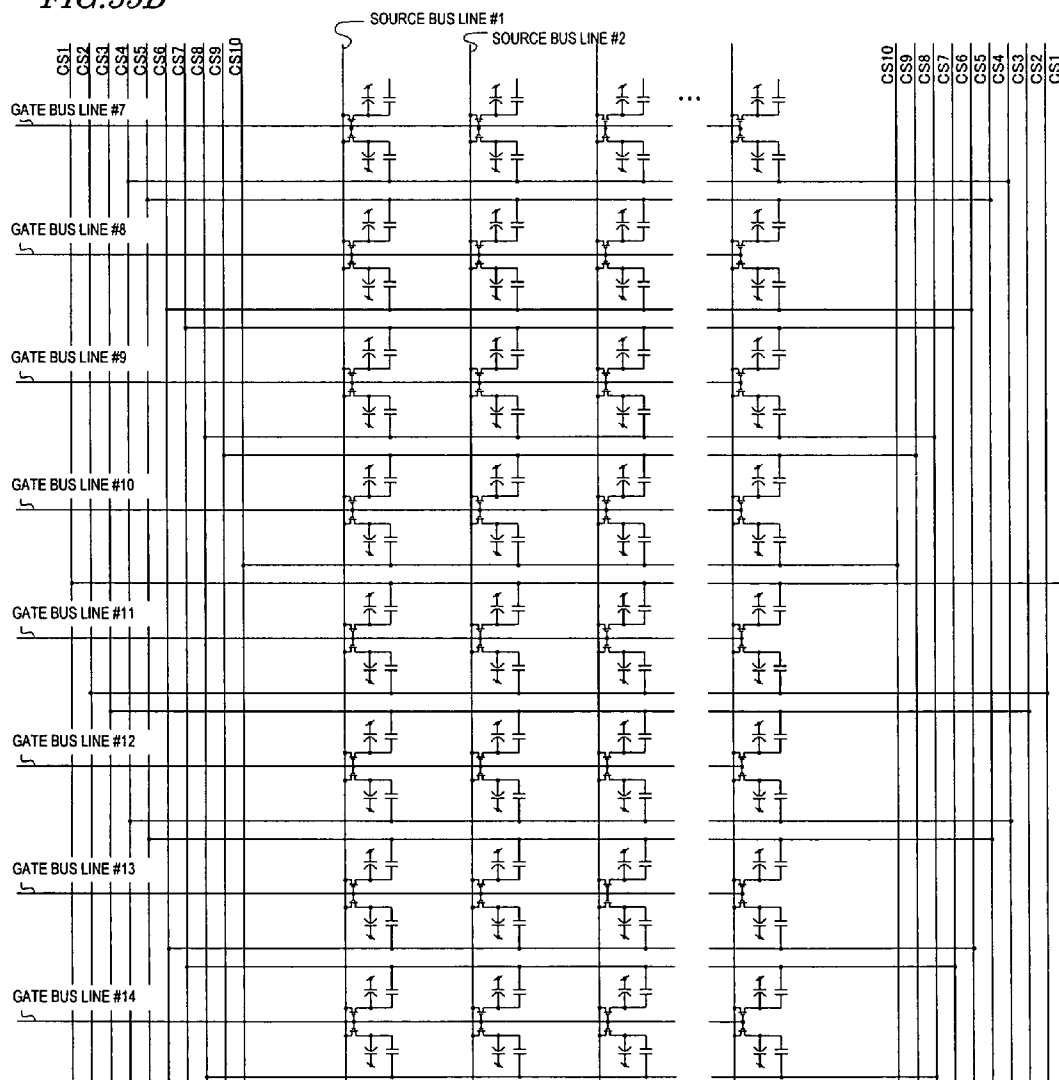 FIG.55B
SOURCE BUS LINE #1
SOURCE BUS LINE #2
CS1
CS2
CS3
CS4
CS5
CS6
CS7
CS8
CS9
CS10
CS10
CS9
CS8
CS7
CS6
CS5
CS4
CS3
CS2
CS1
...
GATE BUS LINE #7
GATE BUS LINE #8
GATE BUS LINE #9
GATE BUS LINE #10
GATE BUS LINE #11
GATE BUS LINE #12
GATE BUS LINE #13
GATE BUS LINE #14